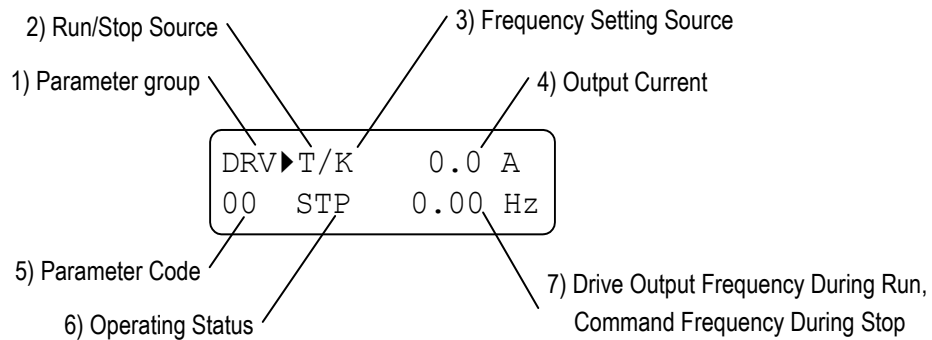 2) Run/Stop Source
3) Frequency Setting Source
1) Parameter group
4) Output Current
DRV▶T/K 0.0 A
00 STP 0.00 Hz
5) Parameter Code
6) Operating Status
7) Drive Output Frequency During Run,
Command Frequency During Stop